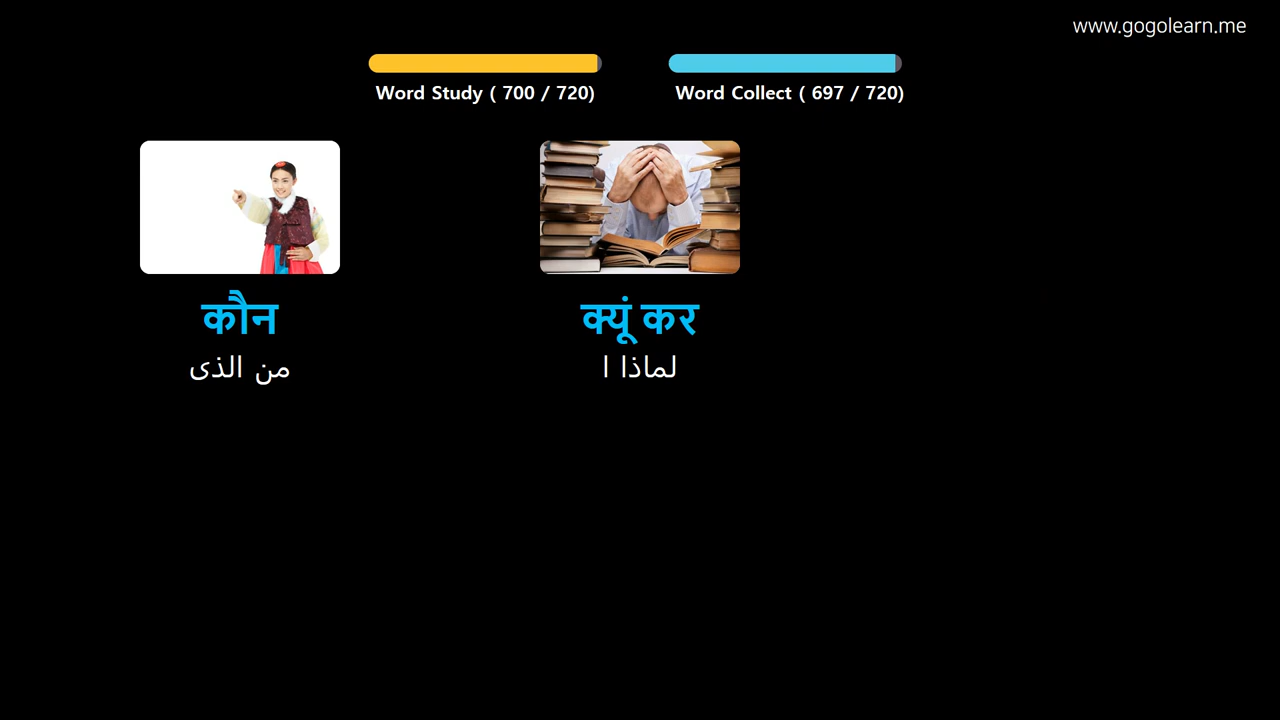 www.gogolearn.me
Word Study ( 700 / 720)
Word Collect ( 697 / 720)
कौन
من الذى
क्यूं कर
لماذا ا